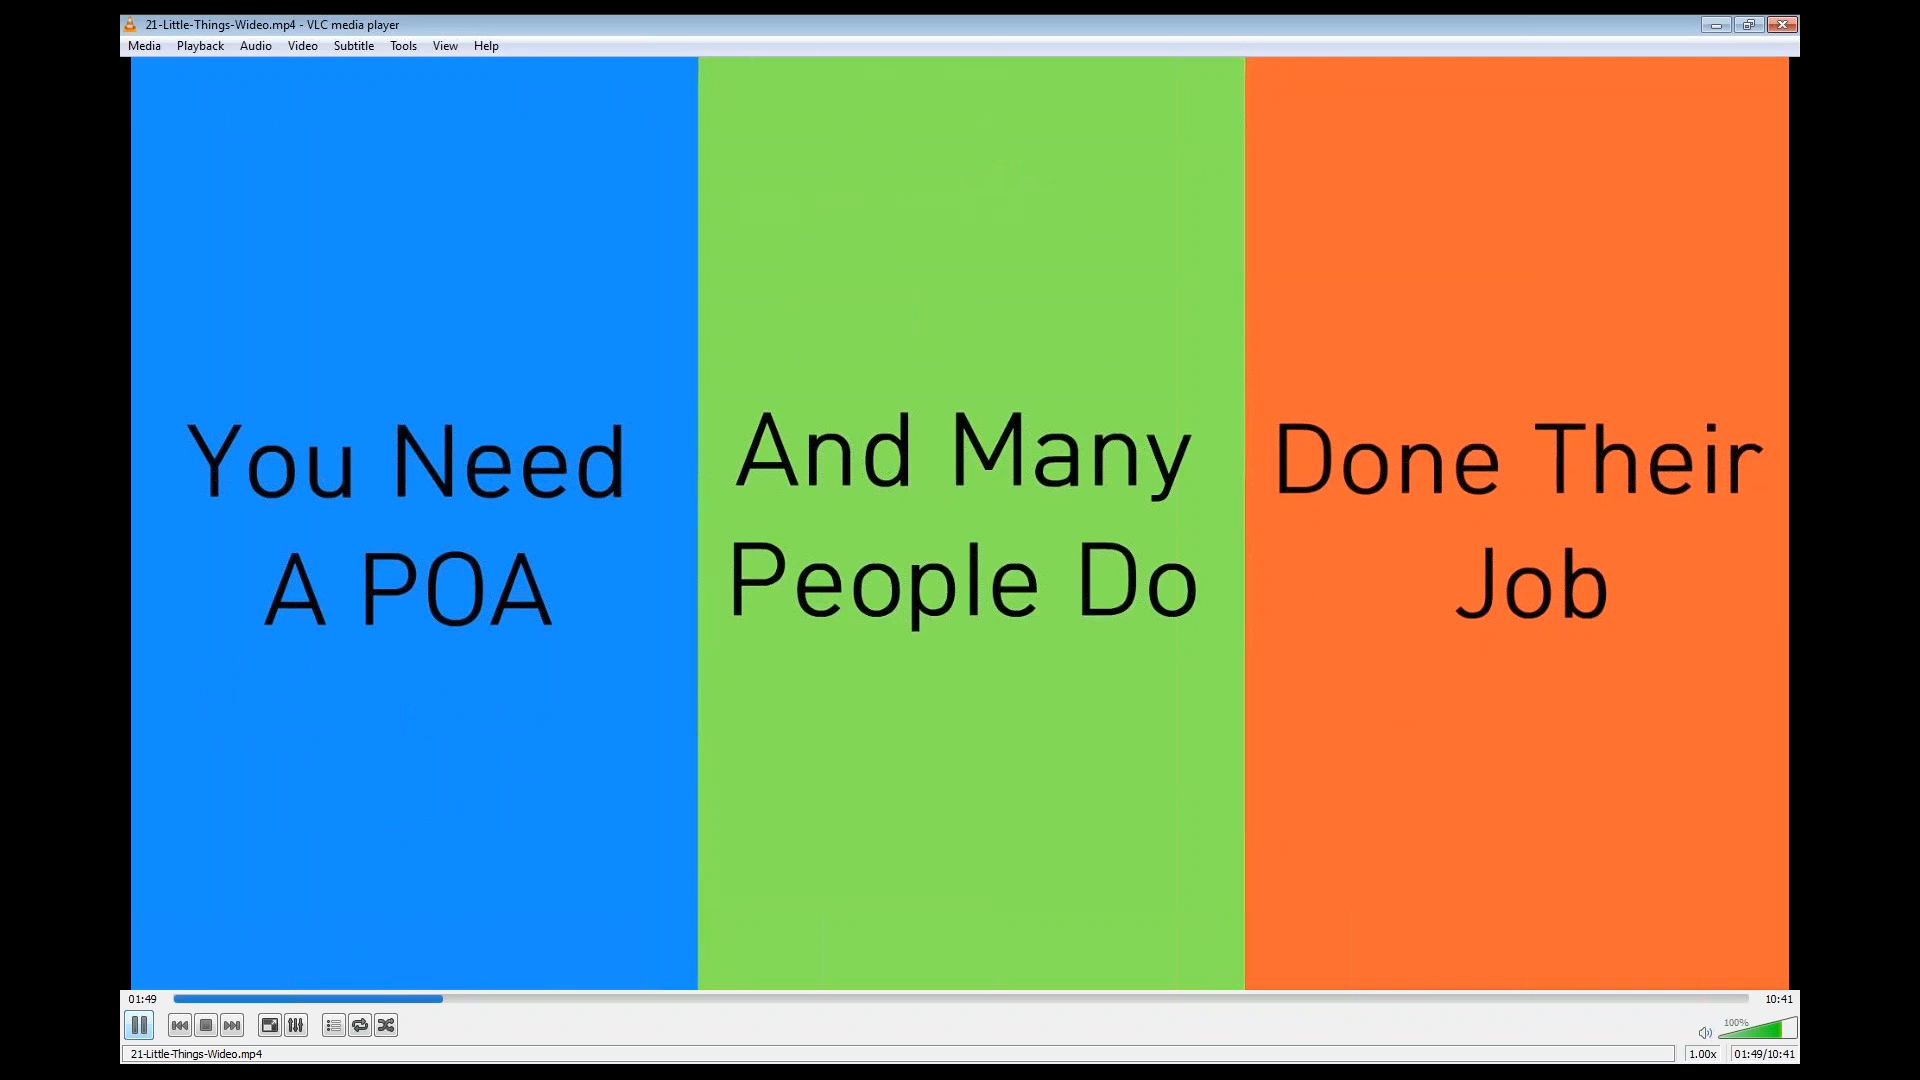 21-Little-Things-Wideo.mp4 - VLC media player
Media Playback Audio Video Subtitle Tools View Help
You Need
A POA
And Many
People Do
Done Their
Job
01:49
10:41
100%
21-Little-Things-Wideo.mp4
1.00x
01:49/10:41